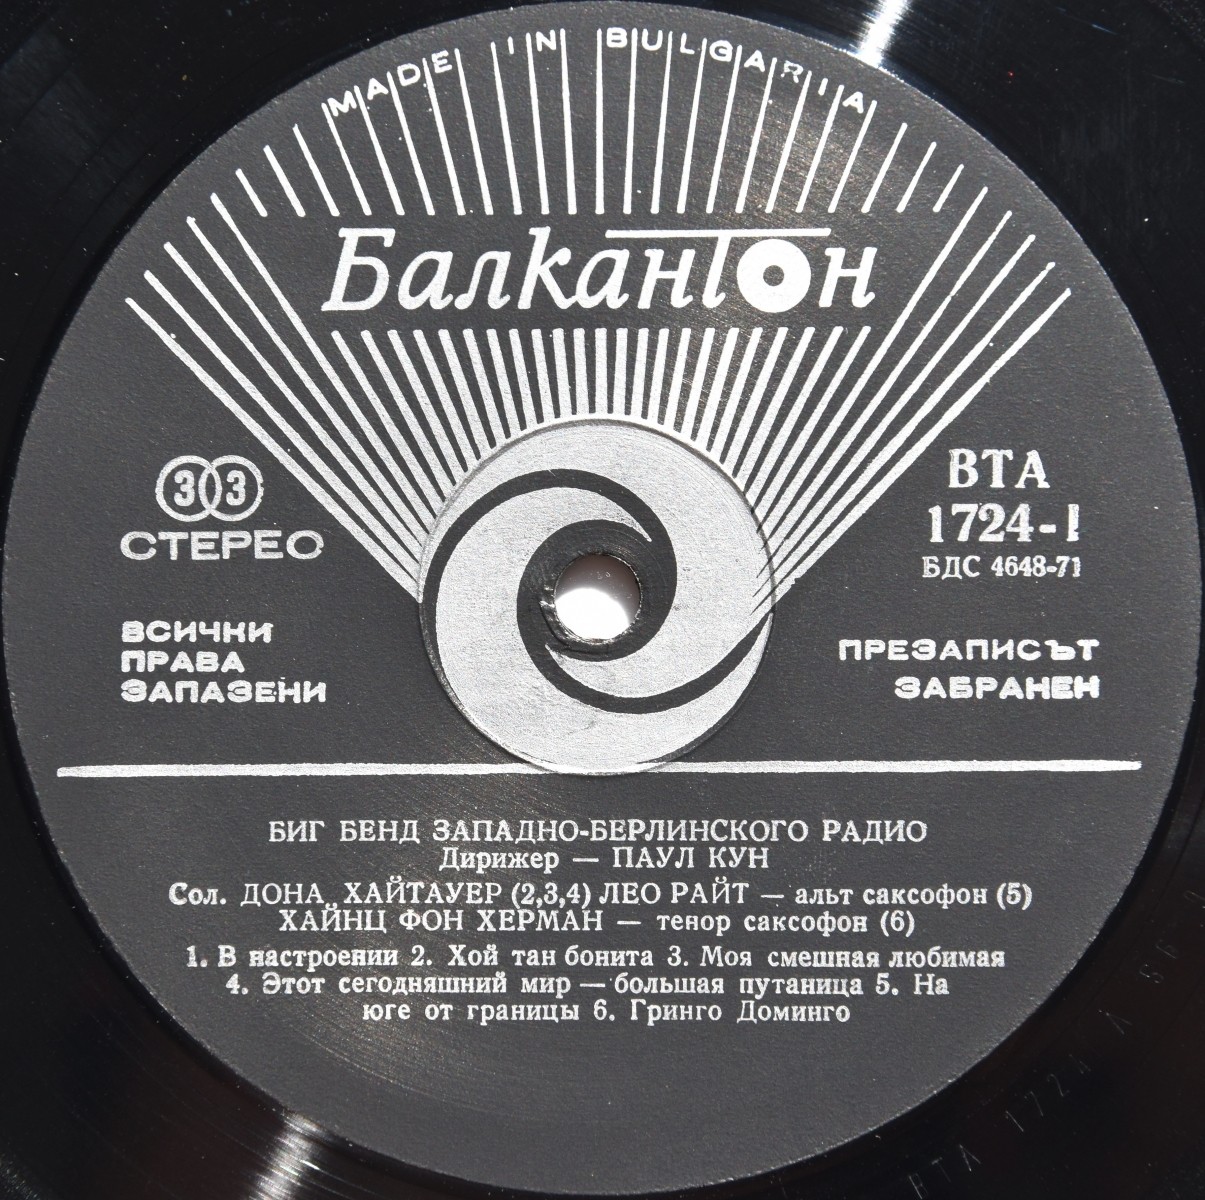 MADE IN BULGARIA
Балкантон
33
СТЕРЕО
ВТА
1724-I
БДС 4648-71
ВСИЧКИ
ПРАВА
ЗАПАЗЕНИ
ПРЕЗАПИСЪТ
ЗАБРАНЕН
БИГ БЕНД ЗАПАДНО-БЕРЛИНСКОГО РАДИО
Дирижер — ПАУЛ КУН
Сол. ДОНА ХАЙТАУЕР (2,3,4) ЛЕО РАЙТ — альт саксофон (5)
ХАЙНЦ ФОН ХЕРМАН — тенор саксофон (6)
1. В настроении 2. Хой тан бонита 3. Моя смешная любимая
4. Этот сегодняшний мир — большая путаница 5. На
юге от границы 6. Гринго Доминго